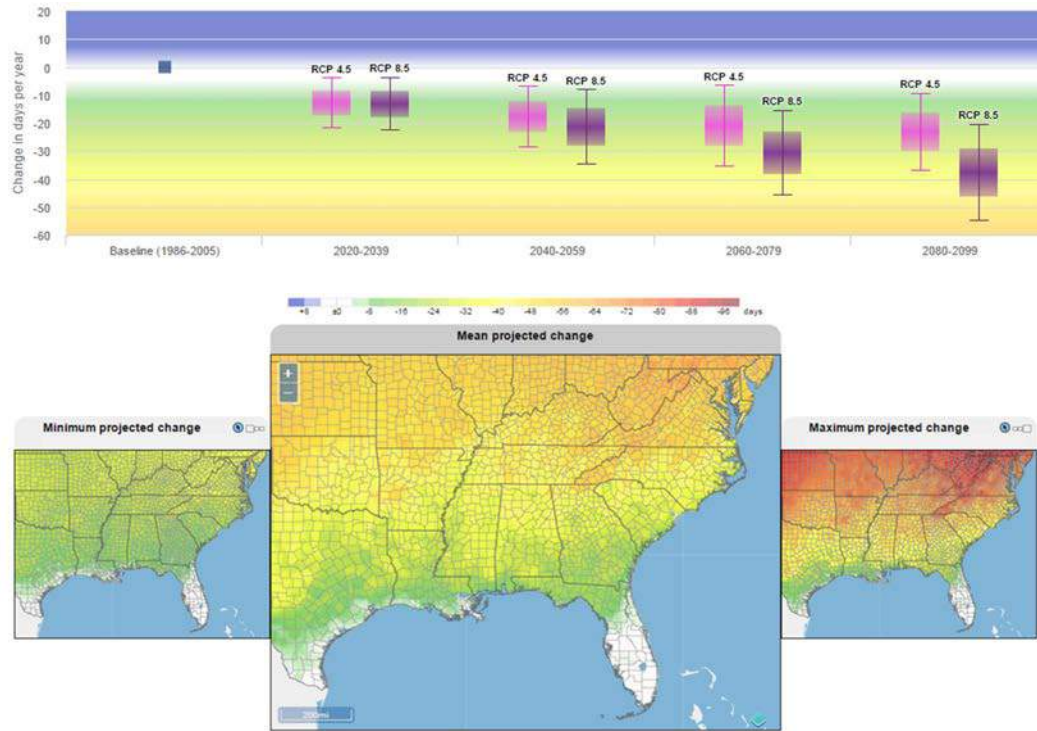 20
10
0
-10
-20
-30
-40
-50
-60
Change in days per year
RCP 4.5
RCP 8.5
RCP 4.5
RCP 8.5
RCP 4.5
RCP 8.5
RCP 4.5
RCP 8.5
Baseline (1986-2005)
2020-2039
2040-2059
2060-2079
2080-2099
+8 ±0 -8 -16 -24 -32 -40 -48 -56 -64 -72 -80 -88 -96 days
Mean projected change
+
−
Minimum projected change
Maximum projected change
200mi